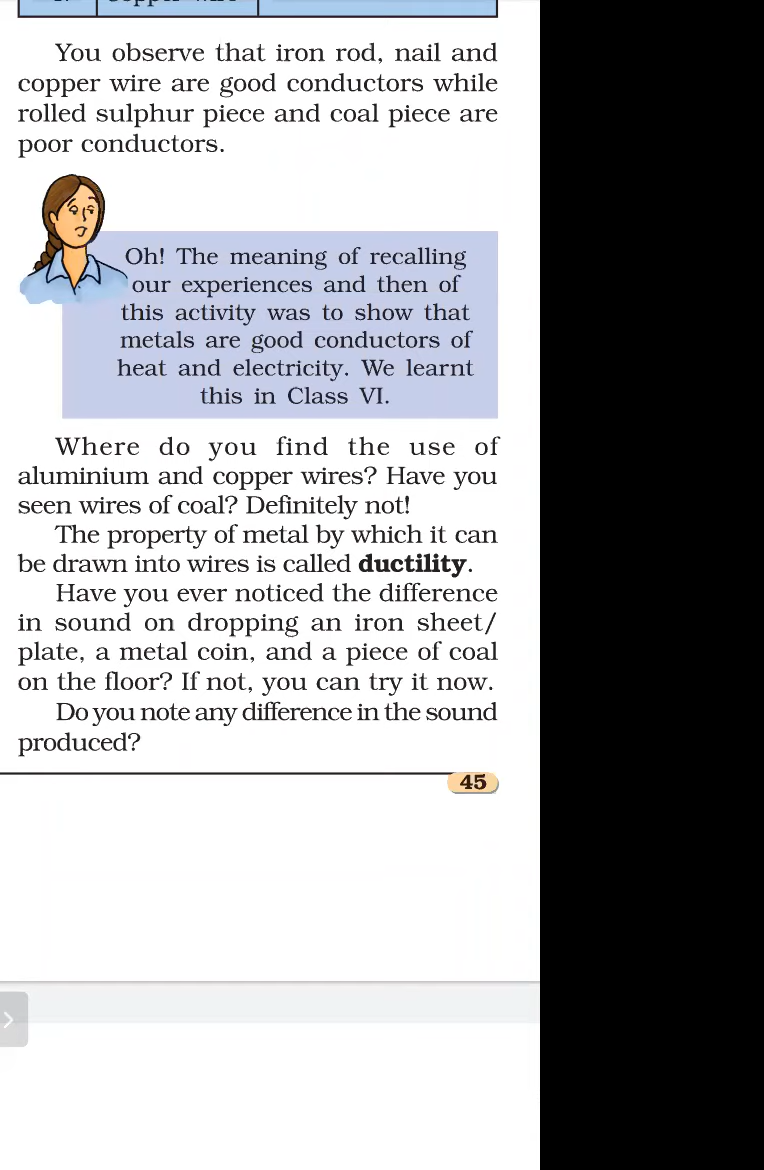 You observe that iron rod, nail and
copper wire are good conductors while
rolled sulphur piece and coal piece are
poor conductors.
Oh! The meaning of recalling
our experiences and then of
this activity was to show that
metals are good conductors of
heat and electricity. We learnt
this in Class VI.
Where do you find the use of
aluminium and copper wires? Have you
seen wires of coal? Definitely not!
The property of metal by which it can
be drawn into wires is called ductility.
Have you ever noticed the difference
in sound on dropping an iron sheet/
plate, a metal coin, and a piece of coal
on the floor? If not, you can try it now.
Do you note any difference in the sound
produced?
45